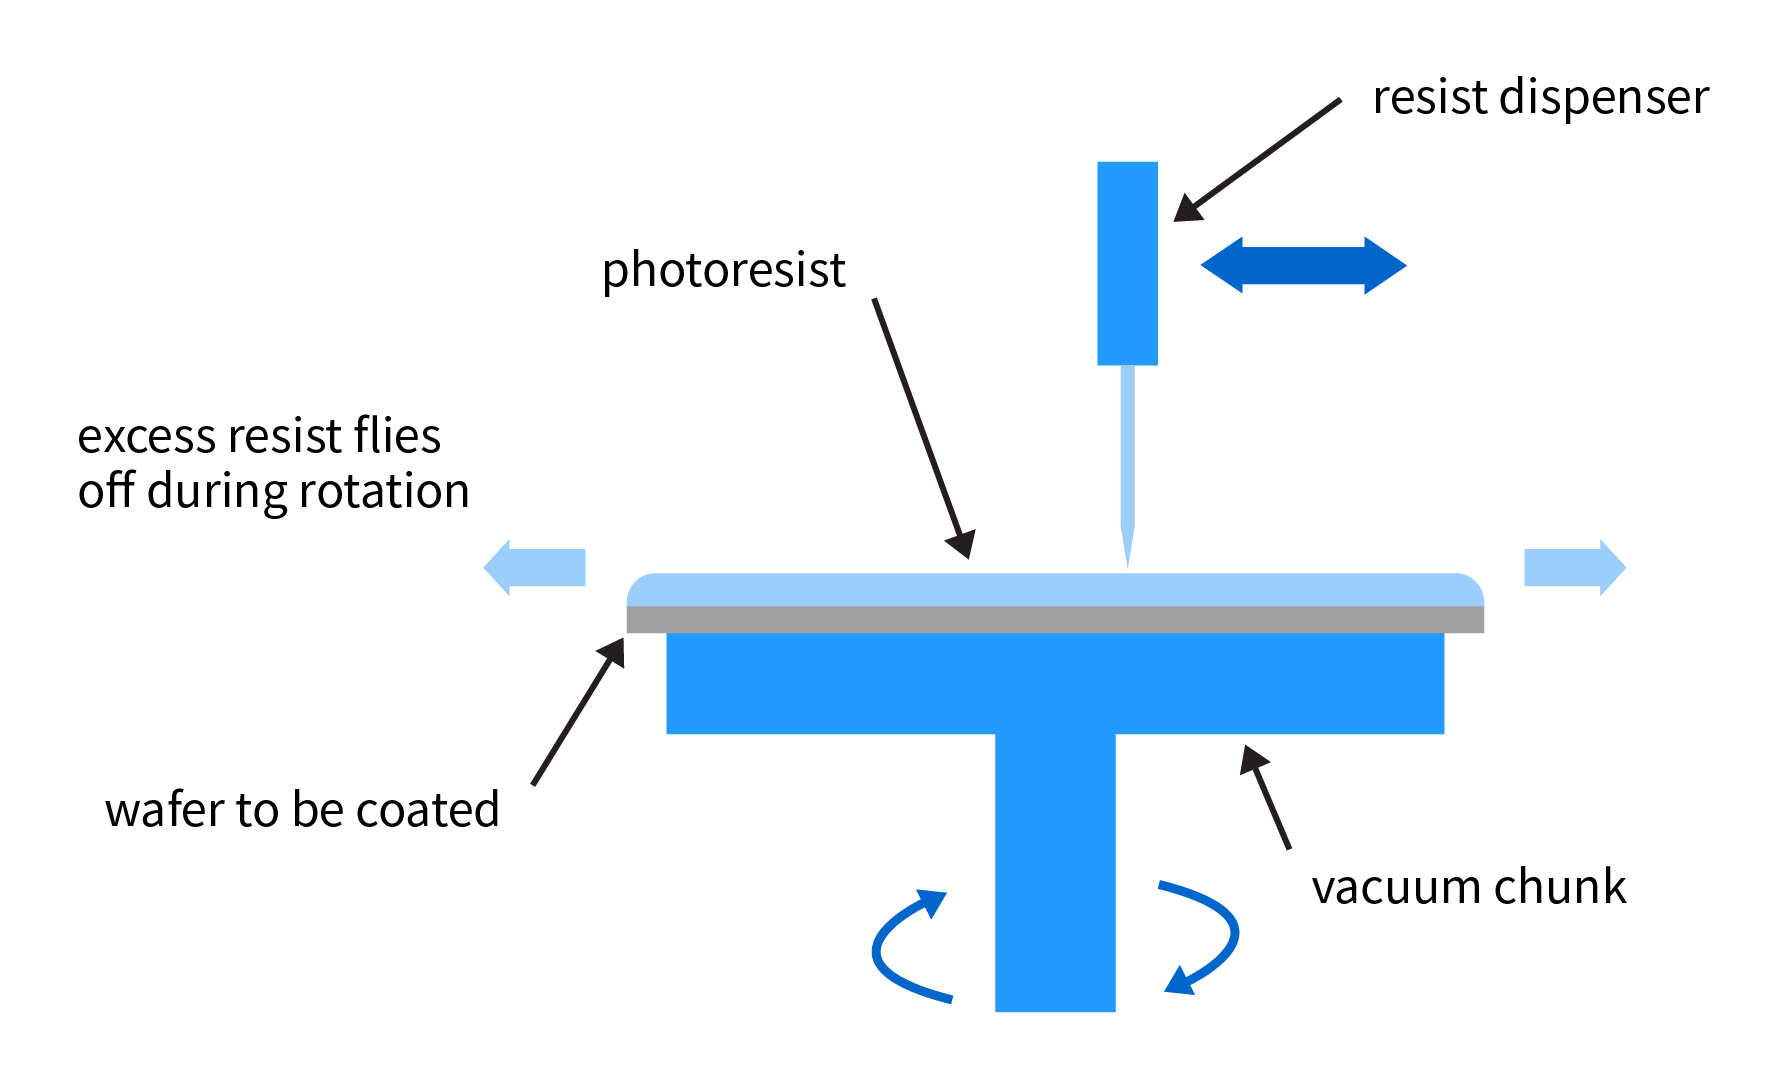 resist dispenser
photoresist
excess resist flies
off during rotation
wafer to be coated
vacuum chunk